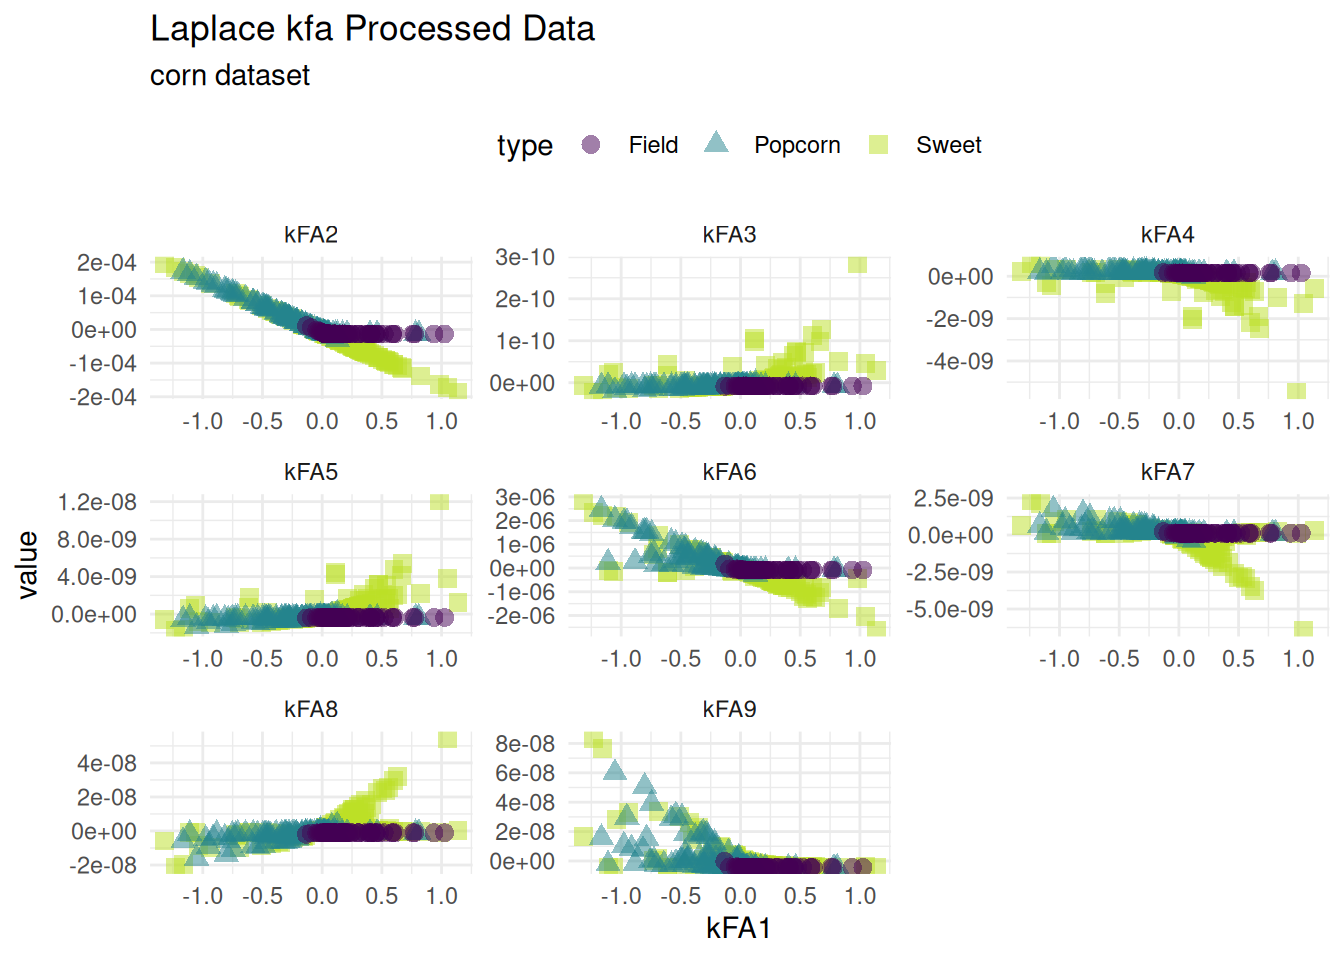 Laplace kfa Processed Data
corn dataset
type Field Popcorn Sweet
kFA2 kFA3 kFA4
2e-04 1e-04 0e+00 -1e-04 -2e-04
-1.0 -0.5 0.0 0.5 1.0
3e-10 2e-10 1e-10 0e+00
-1.0 -0.5 0.0 0.5 1.0
0e+00 -2e-09 -4e-09
-1.0 -0.5 0.0 0.5 1.0
kFA5 kFA6 kFA7
1.2e-08 8.0e-09 4.0e-09 0.0e+00
-1.0 -0.5 0.0 0.5 1.0
3e-06 2e-06 1e-06 0e+00 -1e-06 -2e-06
-1.0 -0.5 0.0 0.5 1.0
2.5e-09 0.0e+00 -2.5e-09 -5.0e-09
-1.0 -0.5 0.0 0.5 1.0
value
kFA8 kFA9
4e-08 2e-08 0e+00 -2e-08
-1.0 -0.5 0.0 0.5 1.0
8e-08 6e-08 4e-08 2e-08 0e+00
-1.0 -0.5 0.0 0.5 1.0
kFA1